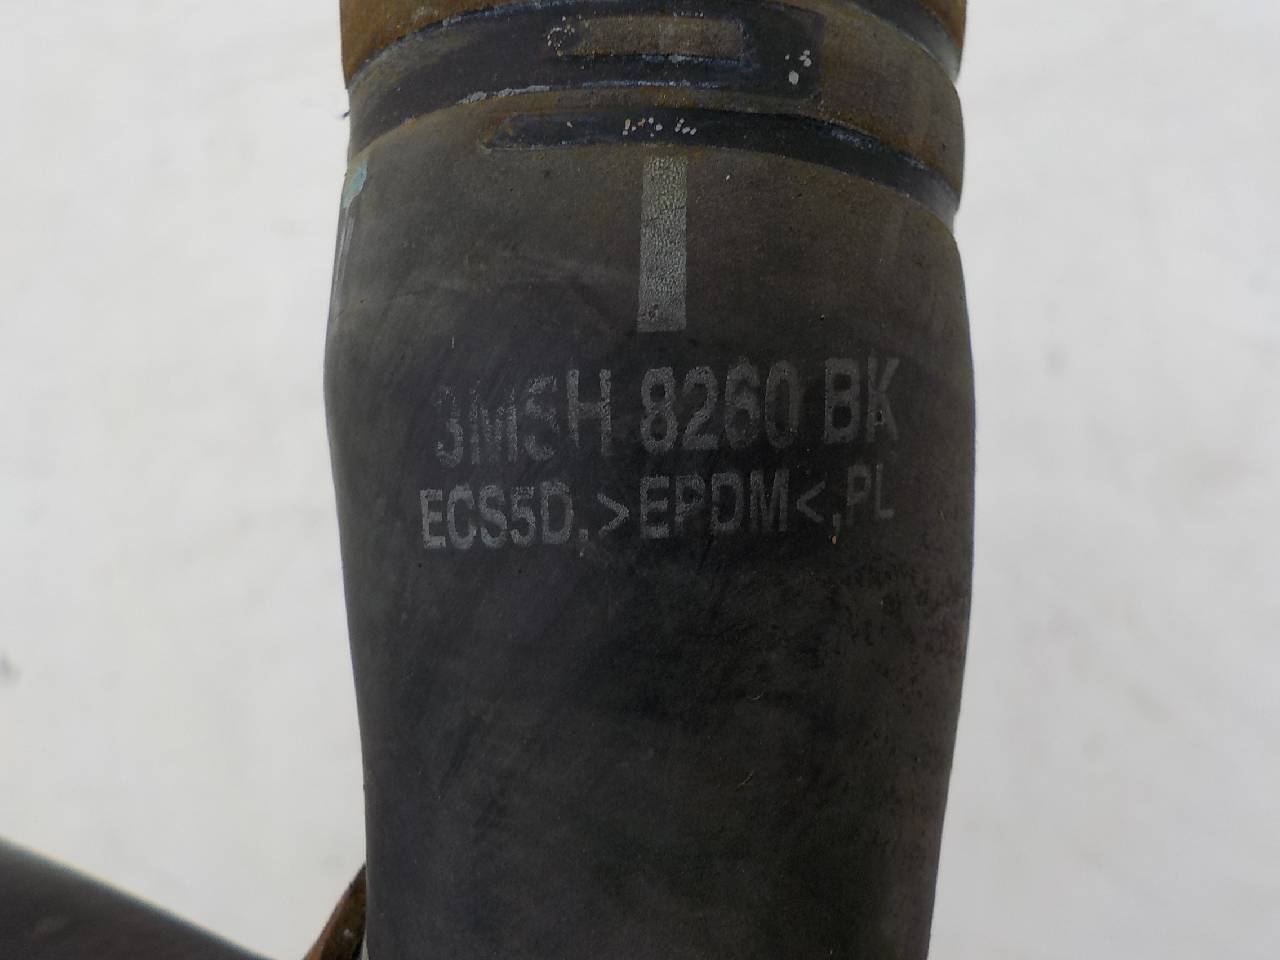 3M5H 8260 BK
ECS5D.>EPDM<,PL